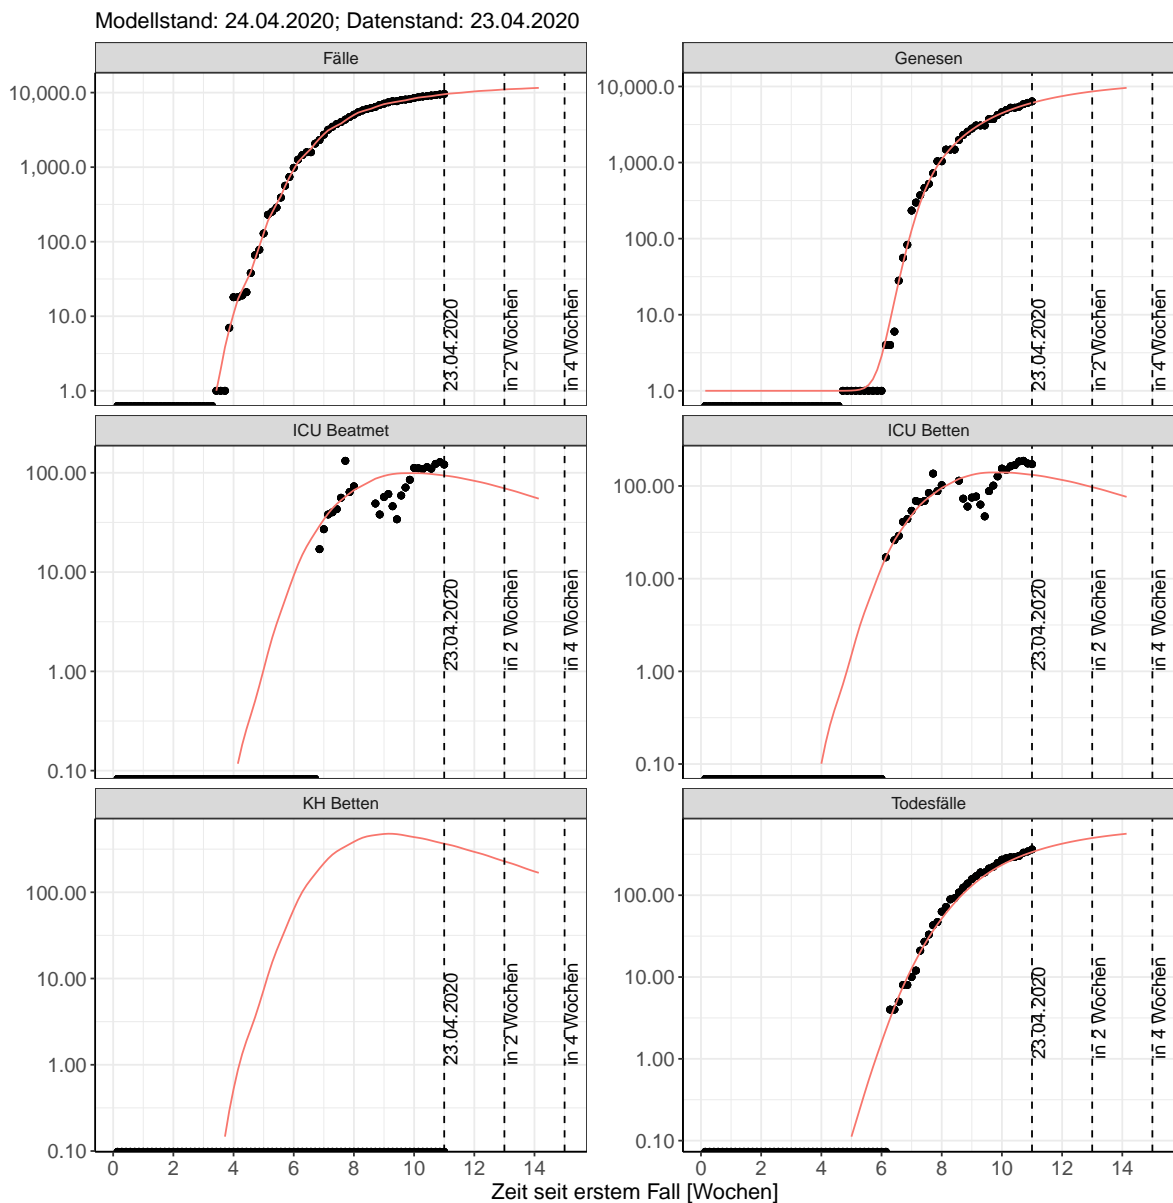 Modellstand: 24.04.2020; Datenstand: 23.04.2020
Fälle
10,000.0
1,000.0
100.0
10.0
1.0
23.04.2020
in 2 Wochen
in 4 Wochen
Genesen
10,000.0
1,000.0
100.0
10.0
1.0
23.04.2020
in 2 Wochen
in 4 Wochen
ICU Beatmet
100.00
10.00
1.00
0.10
23.04.2020
in 2 Wochen
in 4 Wochen
ICU Betten
100.00
10.00
1.00
0.10
23.04.2020
in 2 Wochen
in 4 Wochen
KH Betten
100.00
10.00
1.00
0.10
23.04.2020
in 2 Wochen
in 4 Wochen
0 2 4 6 8 10 12 14
Todesfälle
100.00
10.00
1.00
0.10
23.04.2020
in 2 Wochen
in 4 Wochen
0 2 4 6 8 10 12 14
Zeit seit erstem Fall [Wochen]